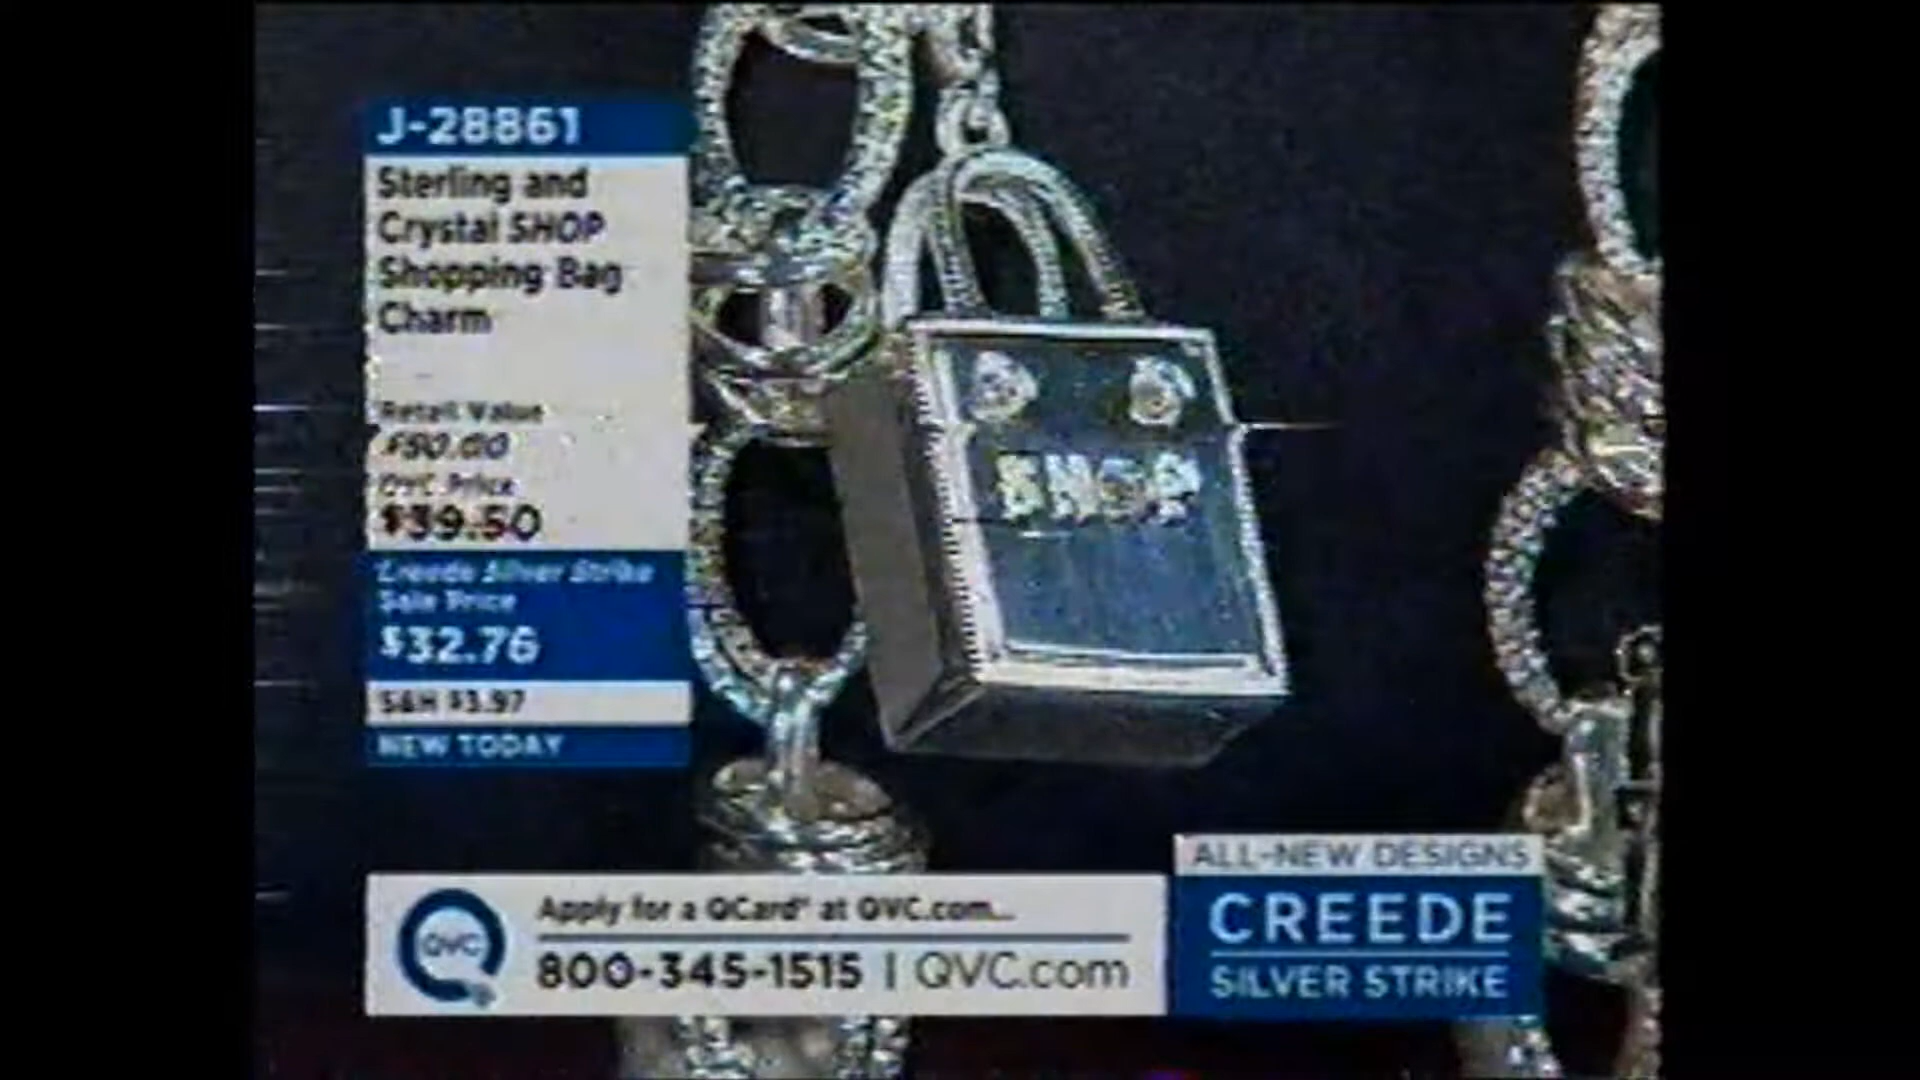 J-28861
Sterling and
Crystal SHOP
Shopping Bag
Charm
Retail Value
QVC Price
$39.50
Creede Silver Strike
Sale Price
$32.76
S&H $3.97
NEW TODAY
SHOP
ALL-NEW DESIGNS
CREEDE
SILVER STRIKE
QVC
Apply for a QCard® at QVC.com...
800-345-1515 | QVC.com